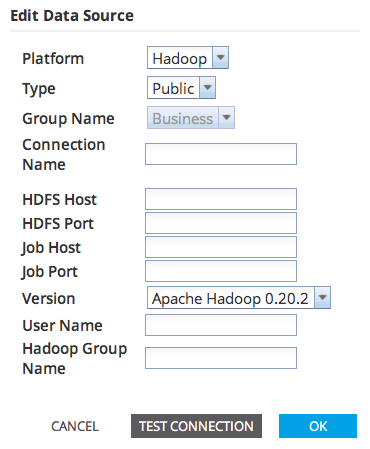 Edit Data Source
Platform Hadoop
Type Public
Group Name Business
Connection
Name
HDFS Host
HDFS Port
Job Host
Job Port
Version Apache Hadoop 0.20.2
User Name
Hadoop Group
Name
CANCEL TEST CONNECTION OK